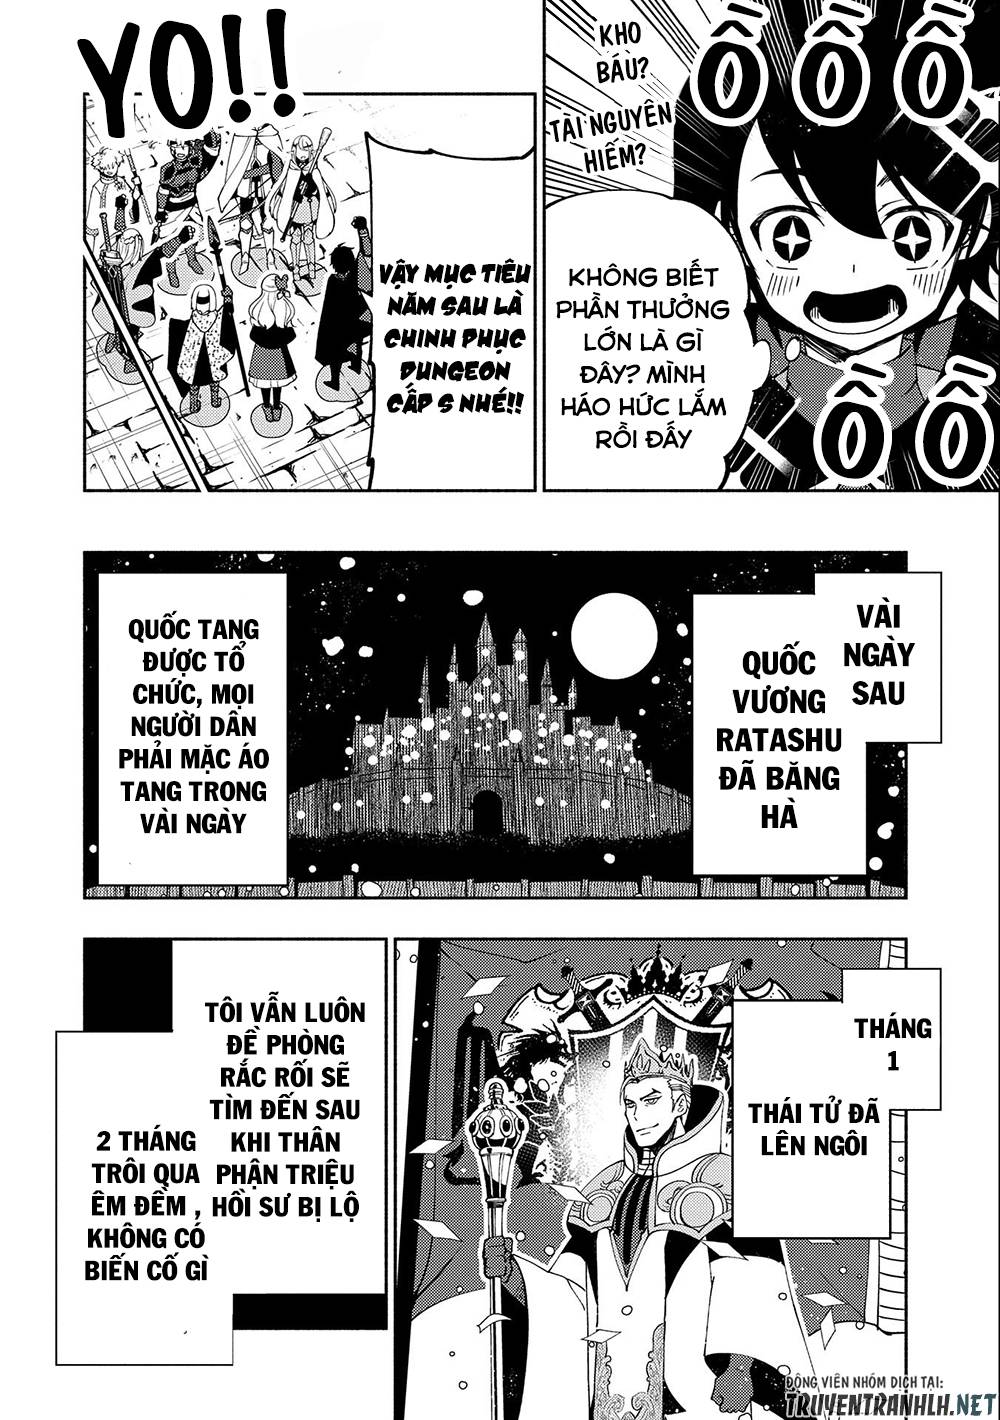 KHO
BÁÙ?
TÀI NGUYÊN
HIẾM?
Ồ Ồ Ồ
KHÔNG BIẾT
PHẦN THƯỞNG
LỚN LÀ GÌ
ĐÂY? MÌNH
HÁO HỨC LẮM
RỒI ĐẤY
Ồ Ồ
Ồ Ồ
VẬY MỤC TIÊU
NĂM SAU LÀ
CHINH PHỤC
DUNGEON
CẤP S NHÉ!!
YO!!
VÀI
NGÀY
SAU
QUỐC
VƯƠNG
RATASHU
ĐÃ BĂNG
HÀ
QUỐC TANG
ĐƯỢC TỔ
CHỨC, MỌI
NGƯỜI DÂN
PHẢI MẶC ÁO
TANG TRONG
VÀI NGÀY
THÁNG
1
THÁI TỬ ĐÃ
LÊN NGÔI
TÔI VẪN LUÔN
ĐỀ PHÒNG
RẮC RỐI SẼ
TÌM ĐẾN SAU
KHI THÂN
PHẬN TRIỆU
HỒI SƯ BỊ LỘ
2 THÁNG
TRÔI QUA
ÊM ĐỀM ,
KHÔNG CÓ
BIẾN CỐ GÌ
ĐỘNG VIÊN NHÓM DỊCH TẠI:
TRUYENTRANHLH.NET